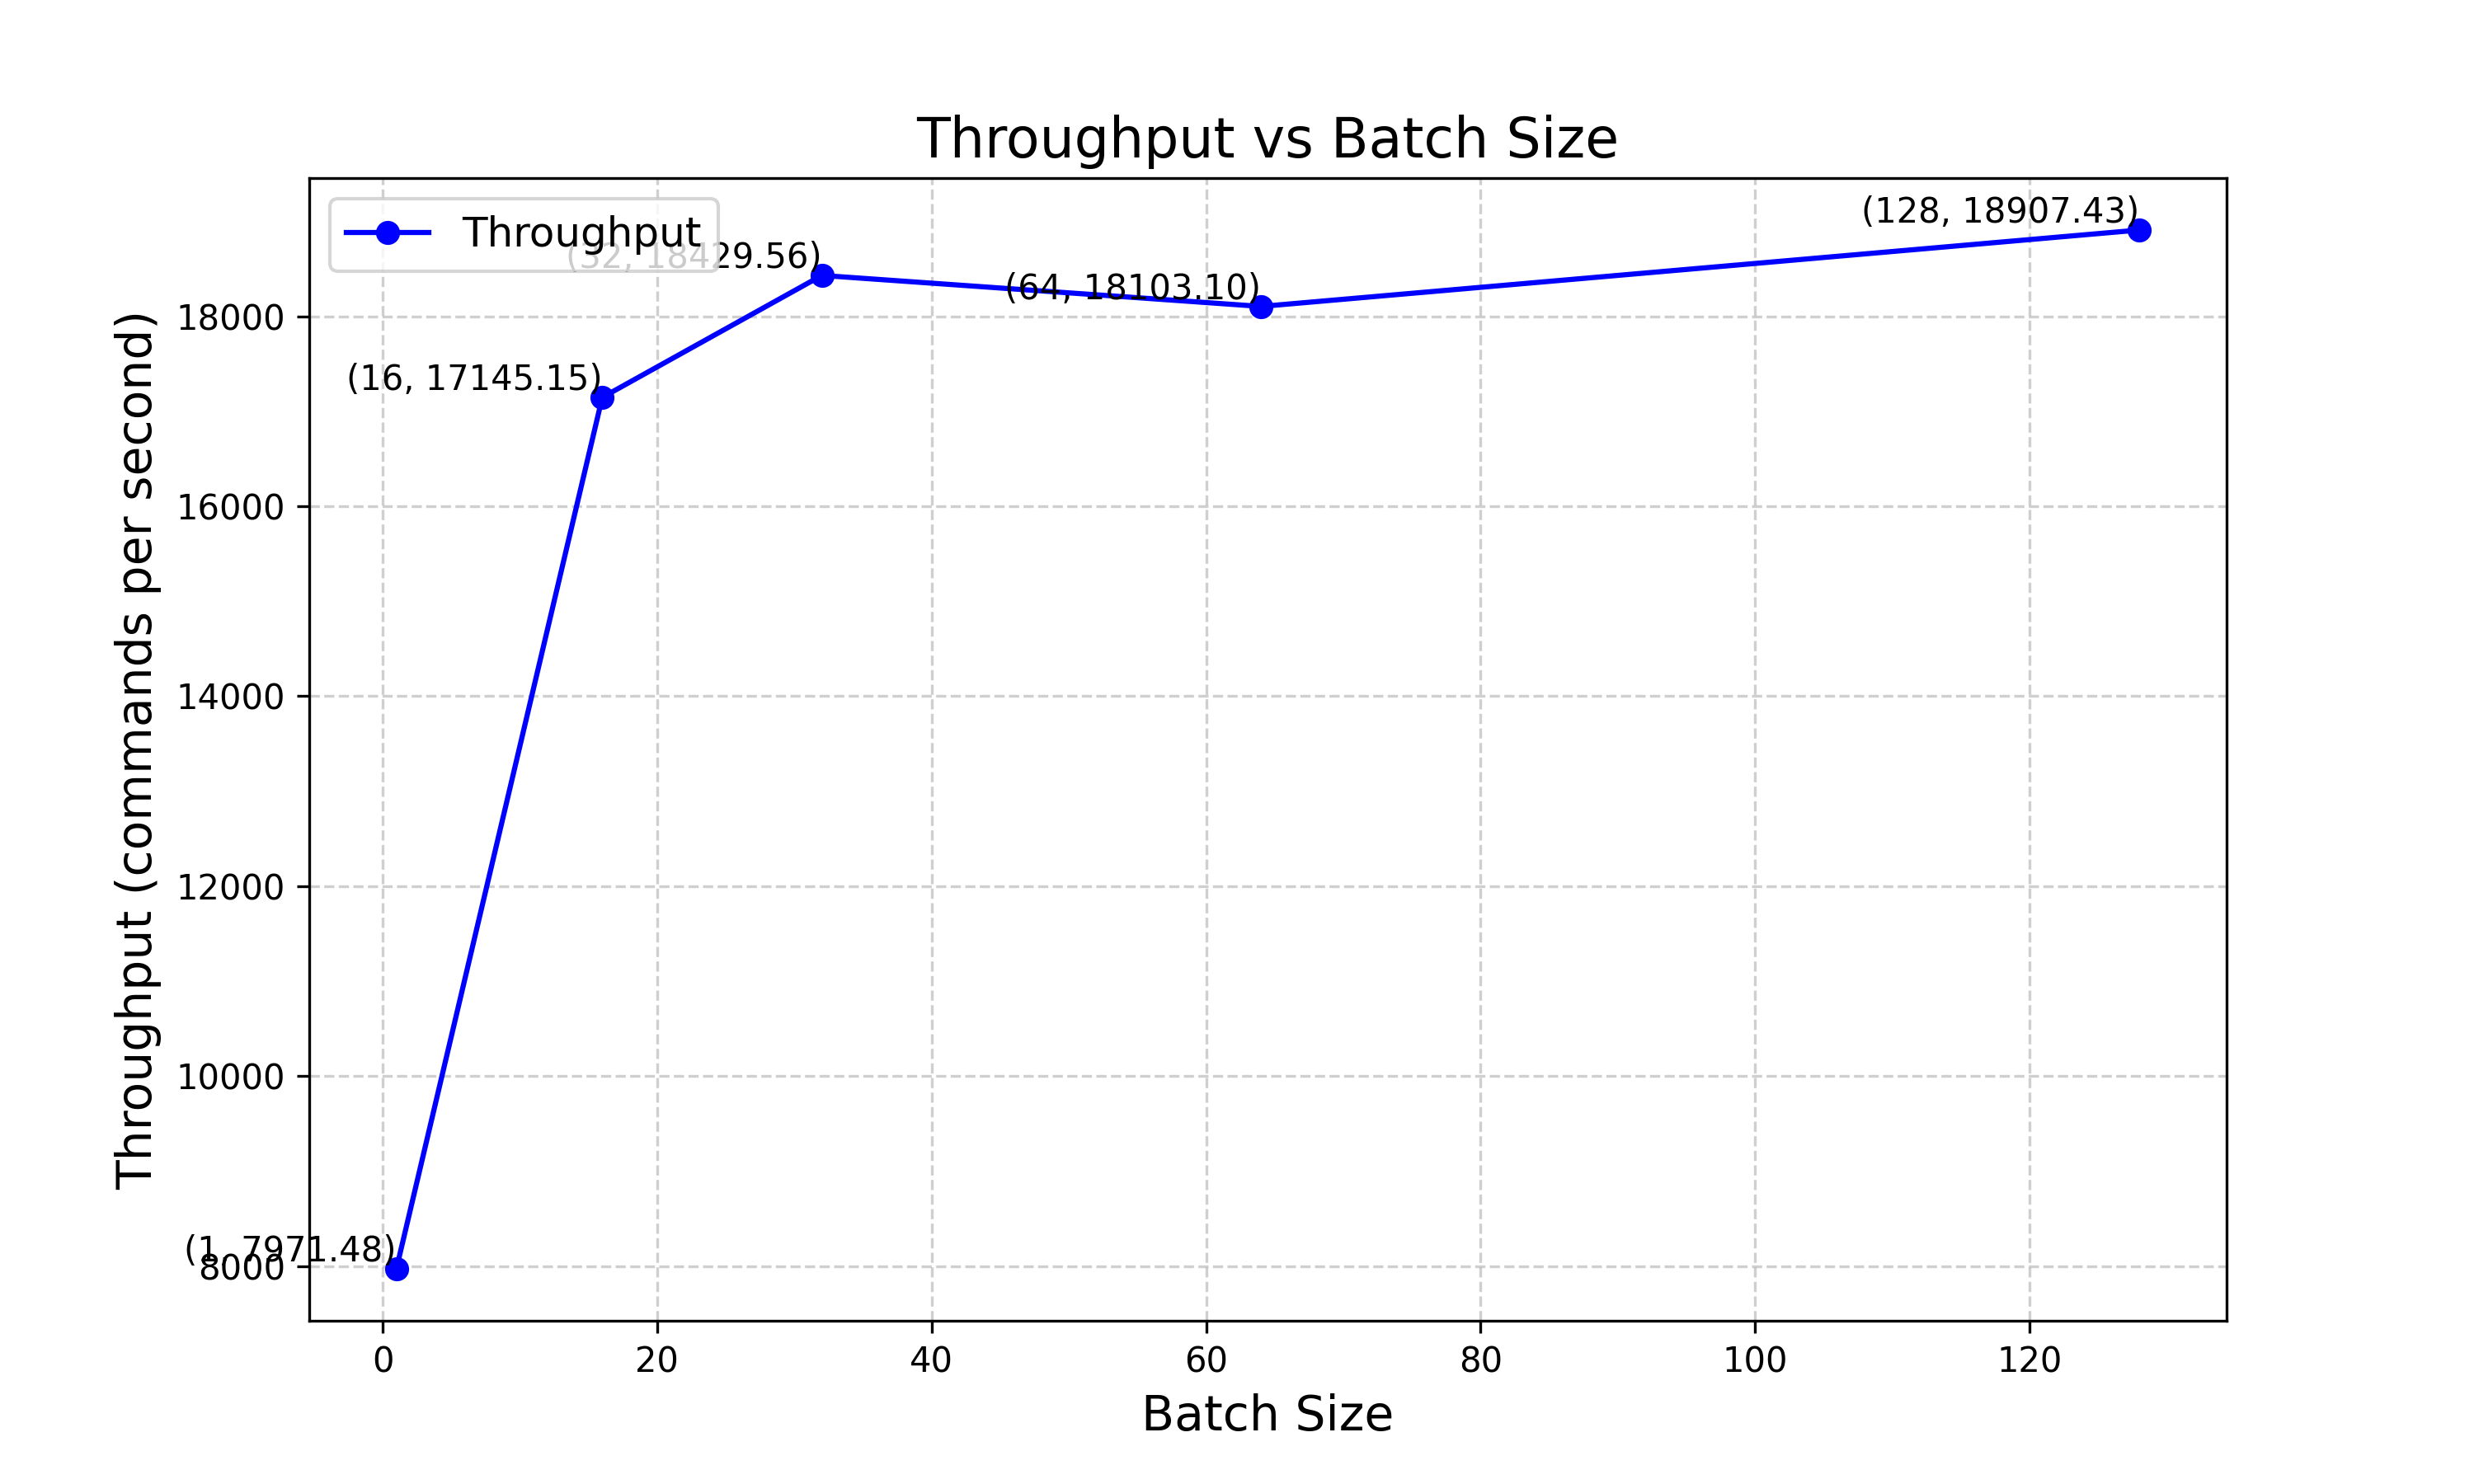 Throughput vs Batch Size
Throughput
(128, 18907.43)
(32, 18429.56)
(64, 18103.10)
(16, 17145.15)
(1, 7971.48)
18000
16000
14000
12000
10000
8000
Throughput (commands per second)
0 20 40 60 80 100 120
Batch Size